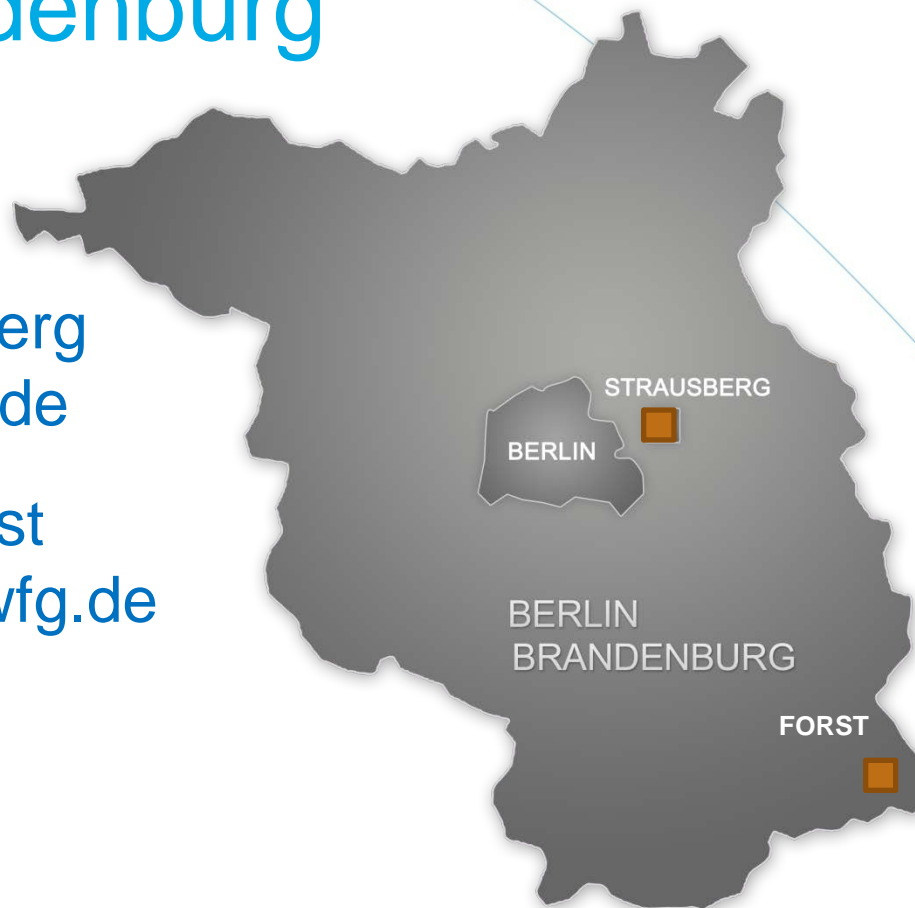 denburg
erg
de
st
vfg.de
STRAUSBERG
BERLIN
BERLIN
BRANDENBURG
FORST